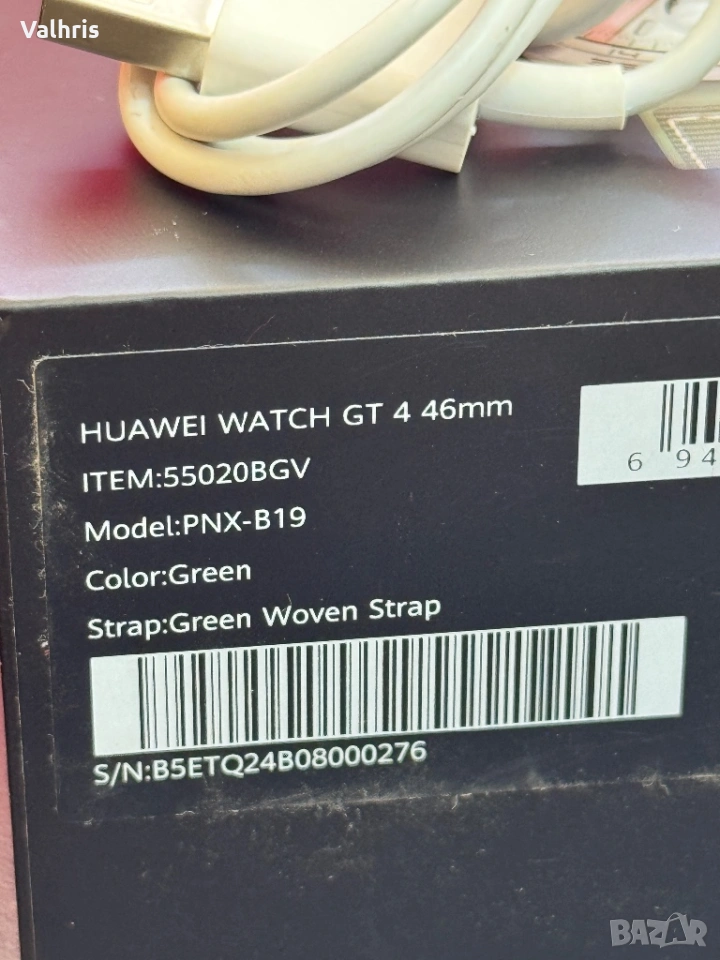 Valhris
HUAWEI WATCH GT 4 46mm
ITEM:55020BGV
6 94
Model:PNX-B19
Color:Green
Strap:Green Woven Strap
S/N:B5ETQ24B08000276
BAZAR